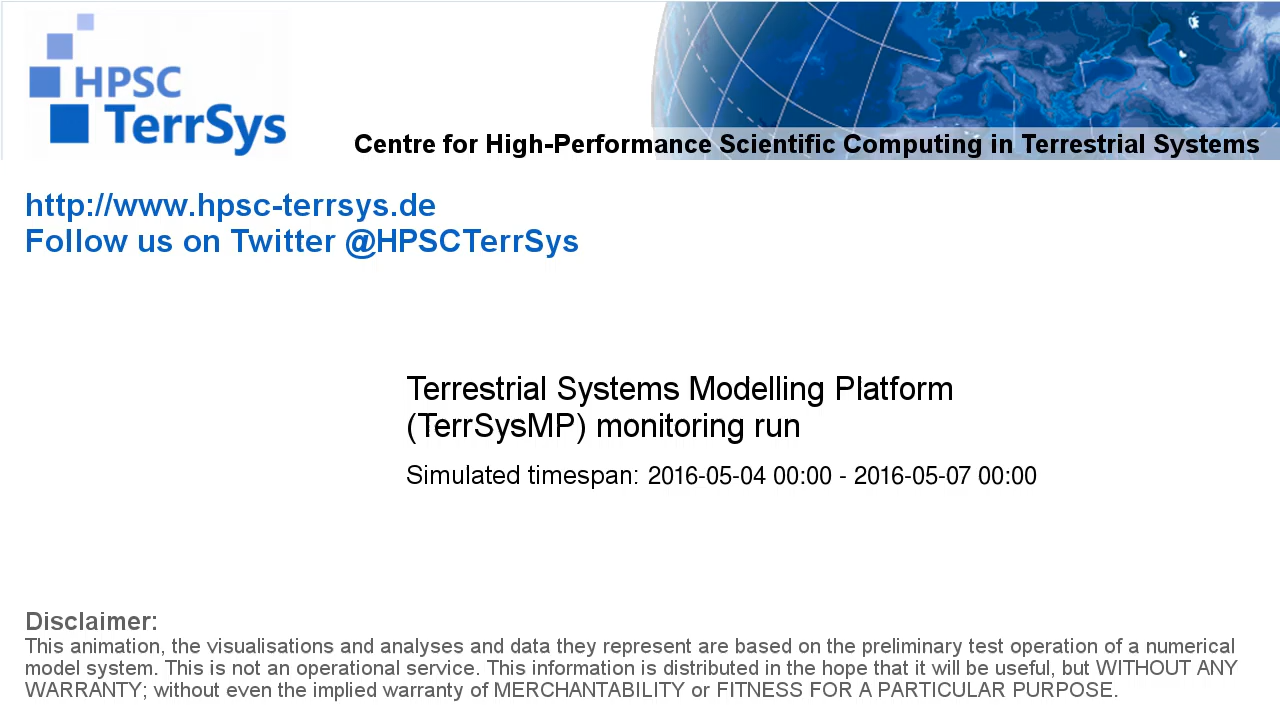 HPSC
TerrSys
Centre for High-Performance Scientific Computing in Terrestrial Systems
http://www.hpsc-terrsys.de
Follow us on Twitter @HPSCTerrSys
Terrestrial Systems Modelling Platform
(TerrSysMP) monitoring run
Simulated timespan: 2016-05-04 00:00 - 2016-05-07 00:00
Disclaimer:
This animation, the visualisations and analyses and data they represent are based on the preliminary test operation of a numerical
model system. This is not an operational service. This information is distributed in the hope that it will be useful, but WITHOUT ANY
WARRANTY; without even the implied warranty of MERCHANTABILITY or FITNESS FOR A PARTICULAR PURPOSE.